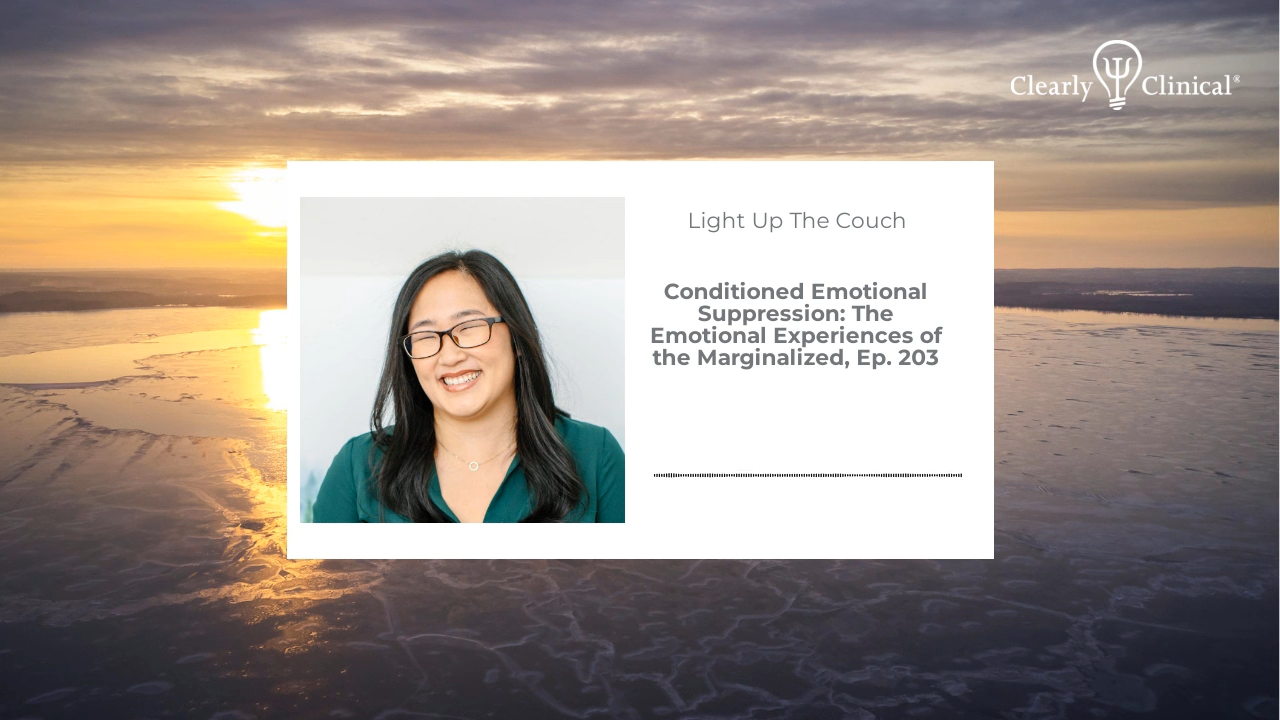 Clearly Clinical®
Light Up The Couch
Conditioned Emotional
Suppression: The
Emotional Experiences of
the Marginalized, Ep. 203